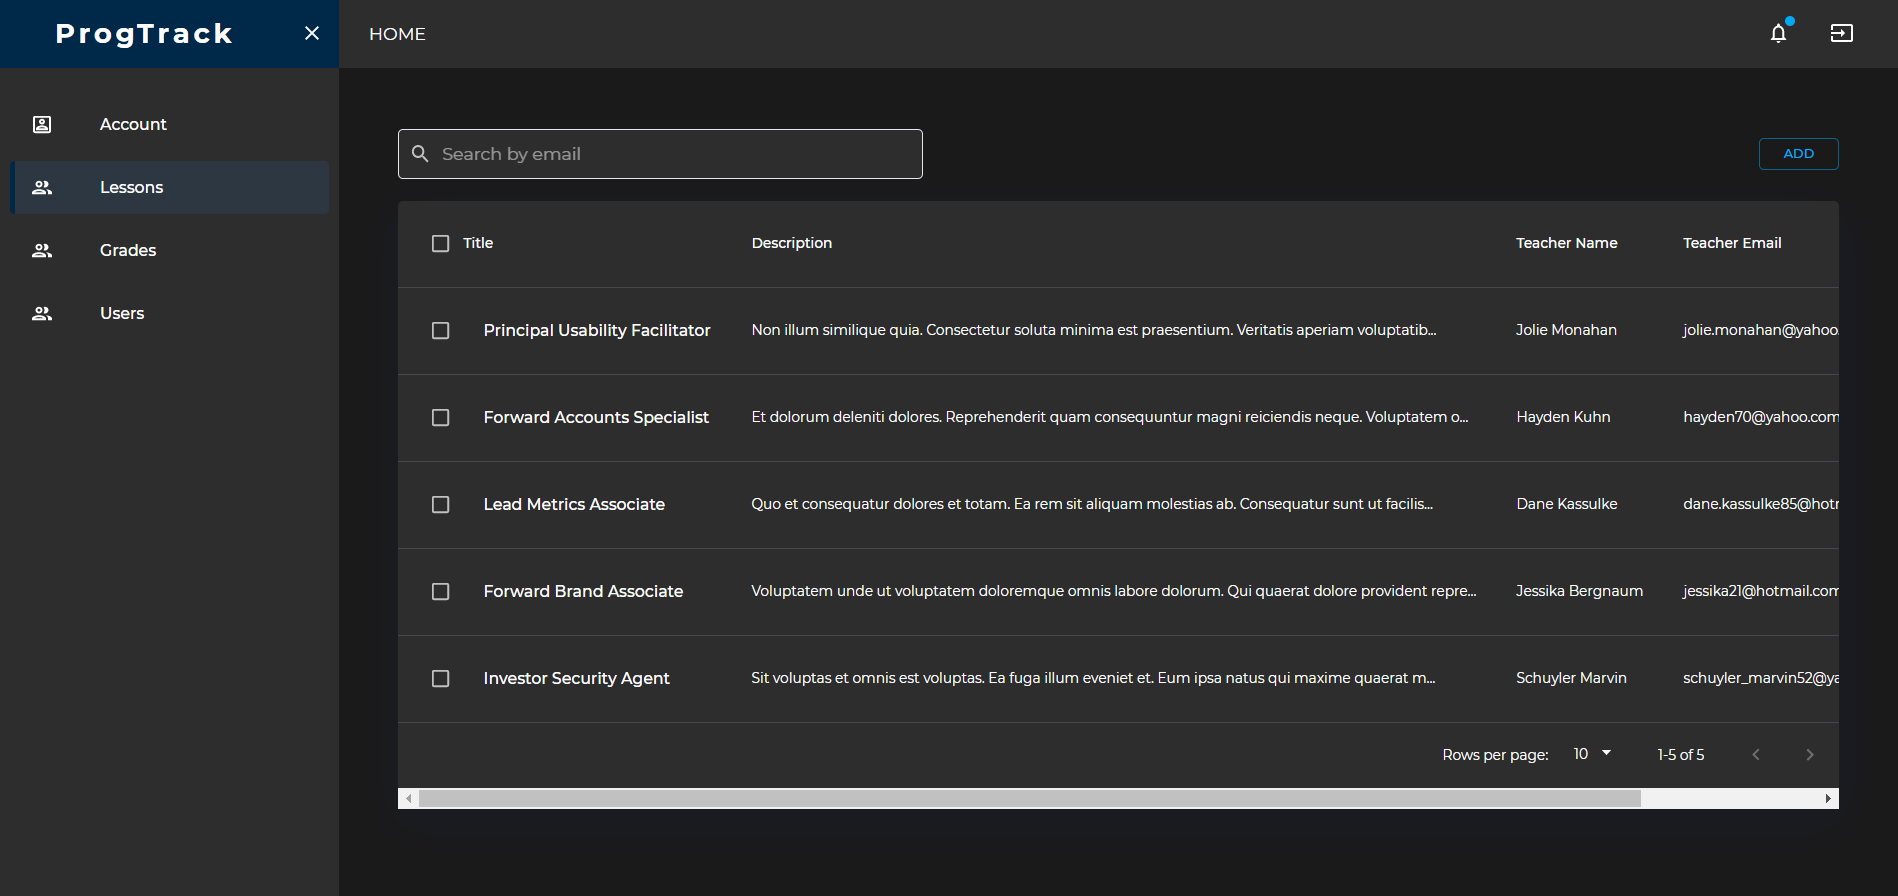 ProgTrack
HOME
Account
Lessons
Grades
Users
Search by email
ADD
Title Description Teacher Name Teacher Email
Principal Usability Facilitator Non illum similique quia. Consectetur soluta minima est praesentium. Veritatis aperiam voluptatib... Jolie Monahan jolie.monahan@yahoo.
Forward Accounts Specialist Et dolorum deleniti dolores. Reprehenderit quam consequuntur magni reiciendis neque. Voluptatem o... Hayden Kuhn hayden70@yahoo.com
Lead Metrics Associate Quo et consequatur dolores et totam. Ea rem sit aliquam molestias ab. Consequatur sunt ut facilis... Dane Kassulke dane.kassulke85@hotm
Forward Brand Associate Voluptatem unde ut voluptatem doloremque omnis labore dolorum. Qui quaerat dolore provident repre... Jessika Bergnaum jessika21@hotmail.com
Investor Security Agent Sit voluptas et omnis est voluptas. Ea fuga illum eveniet et. Eum ipsa natus qui maxime quaerat m... Schuyler Marvin schuyler_marvin52@ya
Rows per page: 10 1-5 of 5